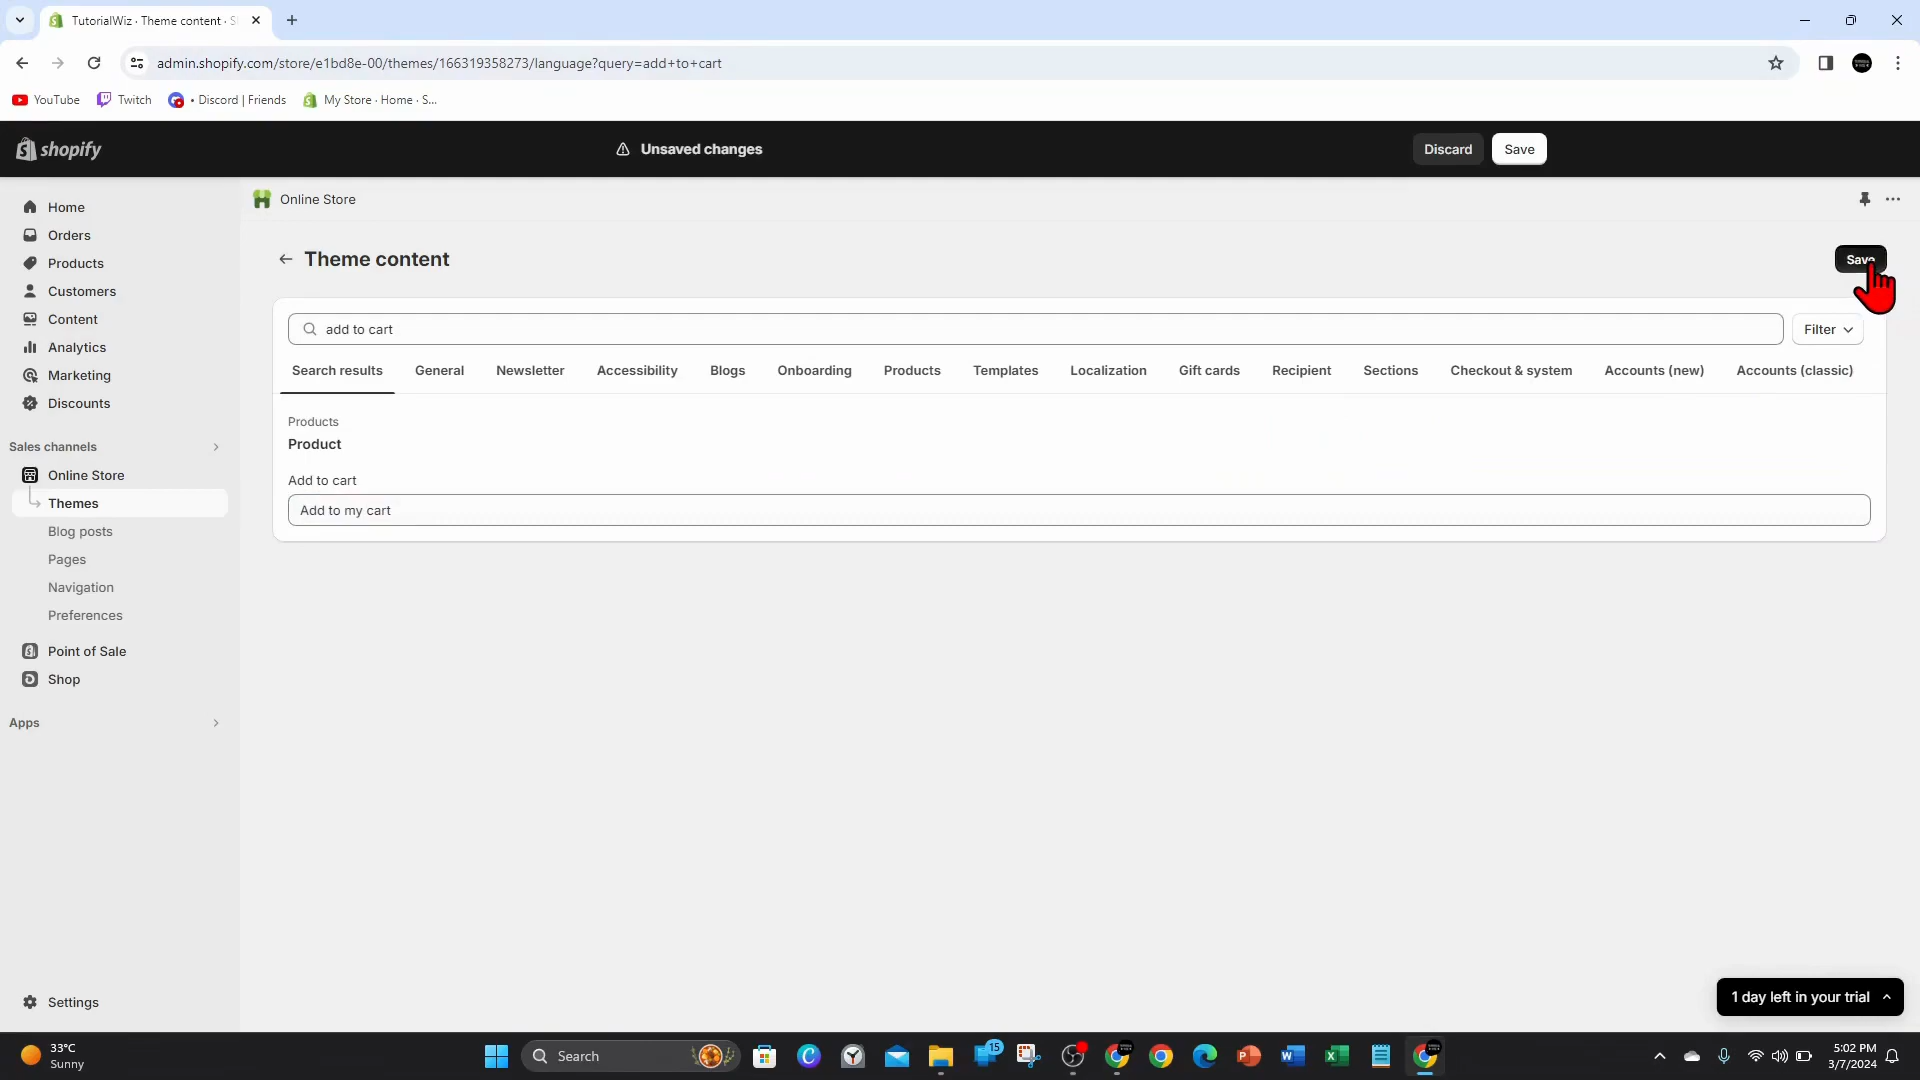 TutorialWiz · Theme content · S
admin.shopify.com/store/e1bd8e-00/themes/166319358273/language?query=add+to+cart
YouTube
Twitch
• Discord | Friends
My Store · Home · S...
shopify
Unsaved changes
Discard
Save
Home
Orders
Products
Customers
Content
Analytics
Marketing
Discounts
Sales channels
Online Store
Themes
Blog posts
Pages
Navigation
Preferences
Point of Sale
Shop
Apps
Settings
Online Store
Theme content
Save
add to cart
Filter
Search results
General
Newsletter
Accessibility
Blogs
Onboarding
Products
Templates
Localization
Gift cards
Recipient
Sections
Checkout & system
Accounts (new)
Accounts (classic)
Products
Product
Add to cart
Add to my cart
1 day left in your trial
33°C
Sunny
Search
15
5:02 PM
3/7/2024